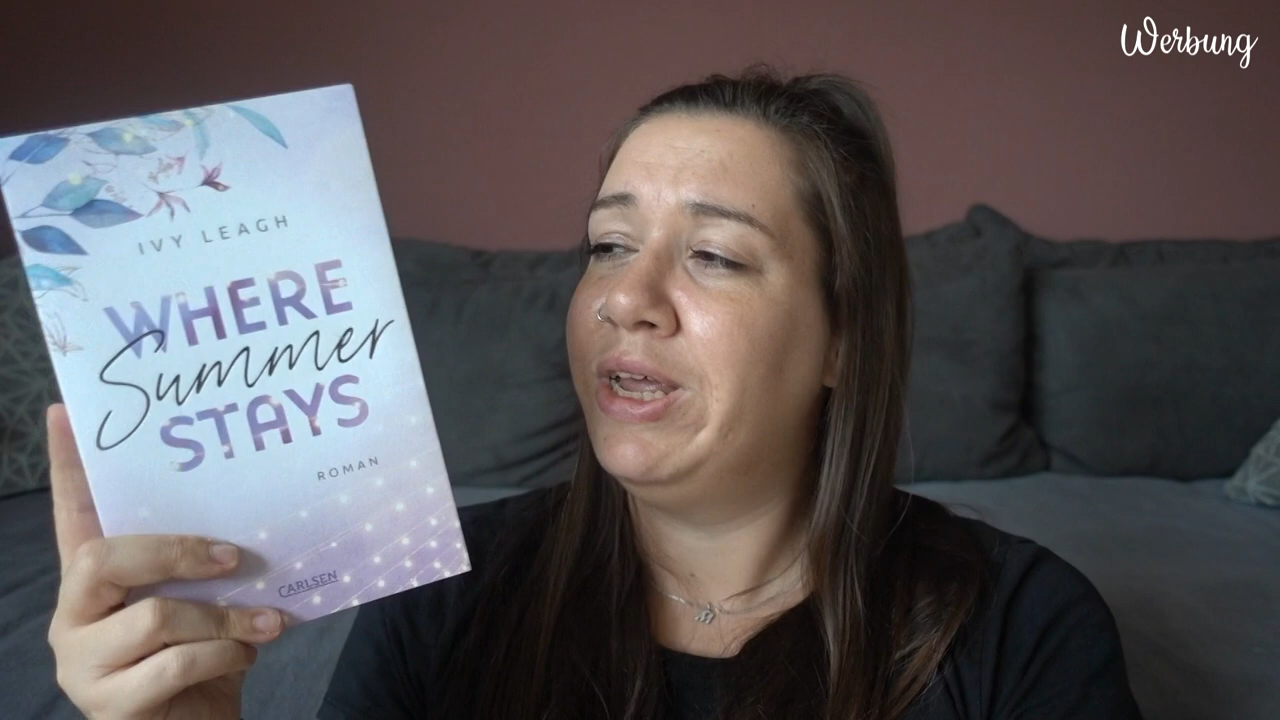 Werbung
IVY LEAGH
WHERE
Summer
STAYS
ROMAN
CARLSEN